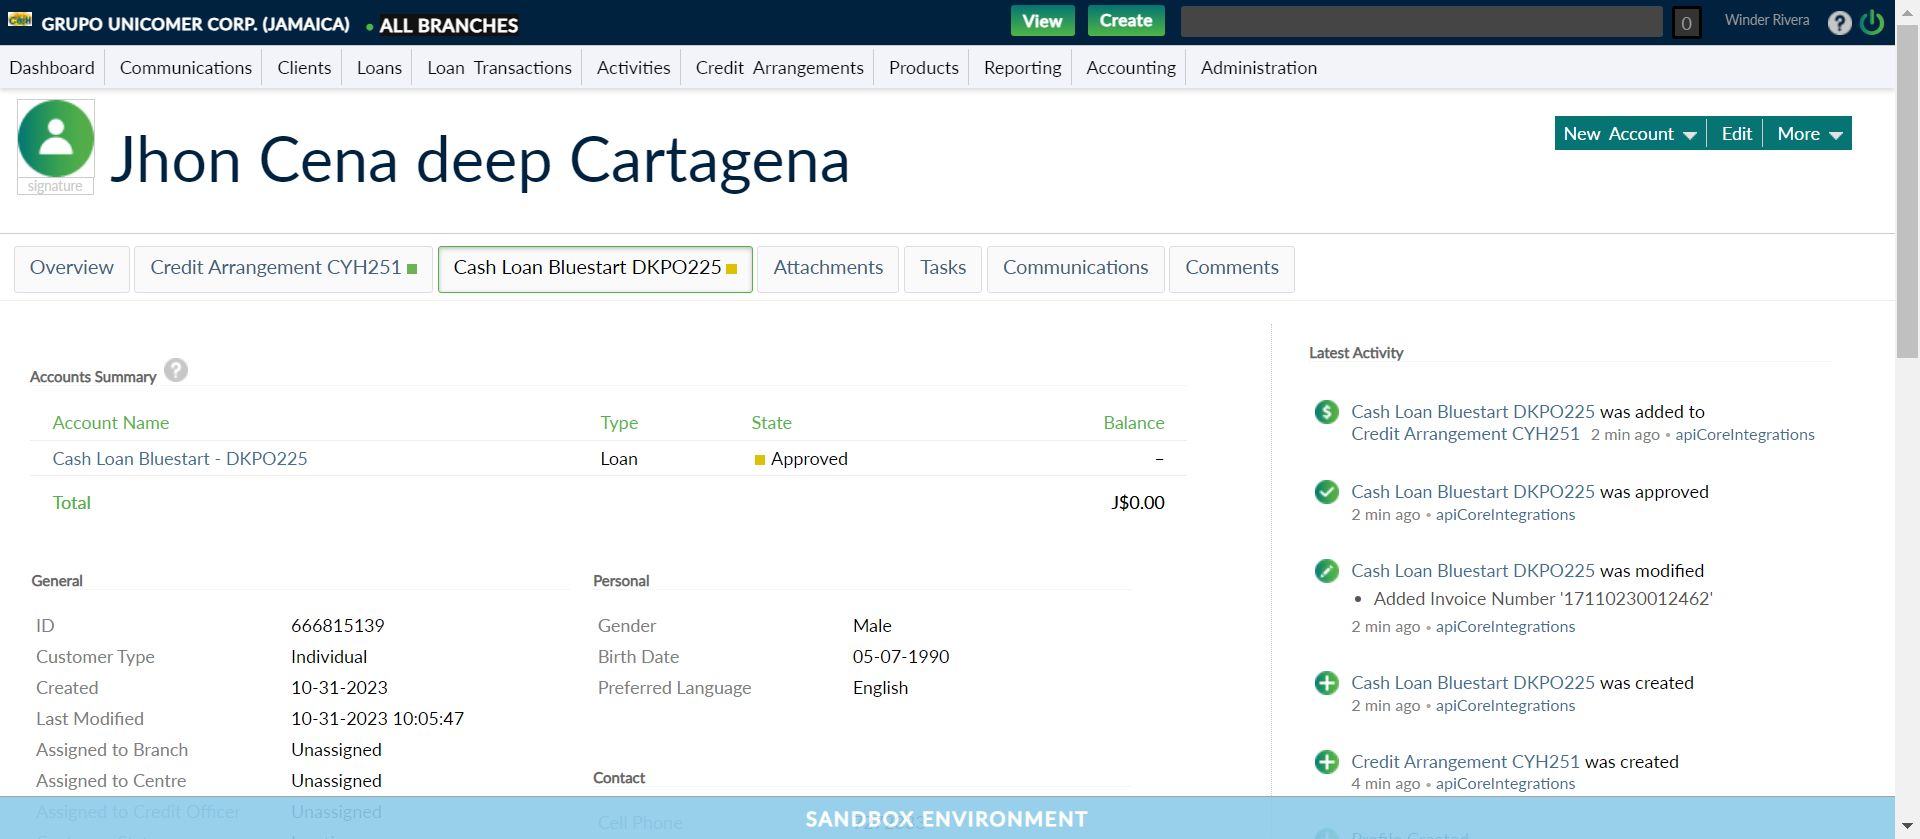 CASH GRUPO UNICOMER CORP. (JAMAICA) • ALL BRANCHES View Create 0 Winder Rivera ?
Dashboard Communications Clients Loans Loan Transactions Activities Credit Arrangements Products Reporting Accounting Administration
signature
Jhon Cena deep Cartagena
New Account Edit More
Overview Credit Arrangement CYH251 Cash Loan Bluestart DKPO225 Attachments Tasks Communications Comments
Accounts Summary ?
Account Name Type State Balance
Cash Loan Bluestart - DKPO225 Loan Approved –
Total J$0.00
General
ID 666815139
Customer Type Individual
Created 10-31-2023
Last Modified 10-31-2023 10:05:47
Assigned to Branch Unassigned
Assigned to Centre Unassigned
Assigned to Credit Officer Unassigned
Personal
Gender Male
Birth Date 05-07-1990
Preferred Language English
Contact
Cell Phone
Latest Activity
Cash Loan Bluestart DKPO225 was added to
Credit Arrangement CYH251 2 min ago • apiCoreIntegrations
Cash Loan Bluestart DKPO225 was approved
2 min ago • apiCoreIntegrations
Cash Loan Bluestart DKPO225 was modified
• Added Invoice Number '17110230012462'
2 min ago • apiCoreIntegrations
Cash Loan Bluestart DKPO225 was created
2 min ago • apiCoreIntegrations
Credit Arrangement CYH251 was created
4 min ago • apiCoreIntegrations
Profile Created
SANDBOX ENVIRONMENT